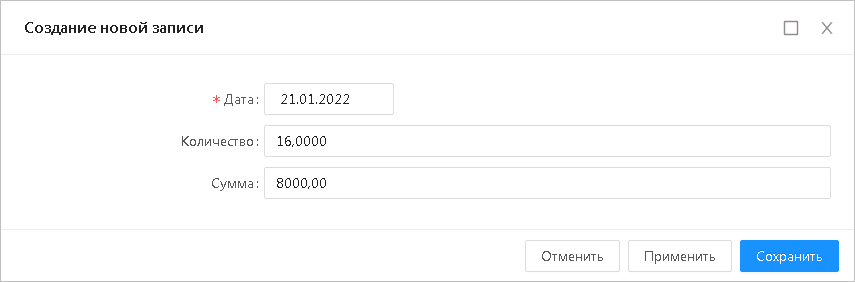 Создание новой записи
* Дата: 21.01.2022
Количество: 16,0000
Сумма: 8000,00
Отменить Применить Сохранить